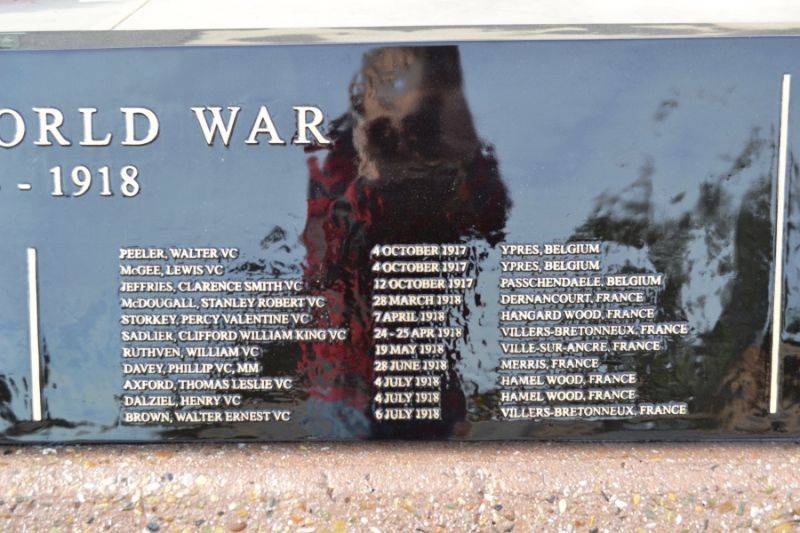 ORLD WAR
- 1918
PEELER, WALTER VC 4 OCTOBER 1917 YPRES, BELGIUM
McGEE, LEWIS VC 4 OCTOBER 1917 YPRES, BELGIUM
JEFFRIES, CLARENCE SMITH VC 12 OCTOBER 1917 PASSCHENDAELE, BELGIUM
McDOUGALL, STANLEY ROBERT VC 28 MARCH 1918 DERNANCOURT, FRANCE
STORKEY, PERCY VALENTINE VC 7 APRIL 1918 HANGARD WOOD, FRANCE
SADLIER, CLIFFORD WILLIAM KING VC 24 - 25 APR 1918 VILLERS-BRETONNEUX, FRANCE
RUTHVEN, WILLIAM VC 19 MAY 1918 VILLE-SUR-ANCRE, FRANCE
DAVEY, PHILLIP VC, MM 28 JUNE 1918 MERRIS, FRANCE
AXFORD, THOMAS LESLIE VC 4 JULY 1918 HAMEL WOOD, FRANCE
DALZIEL, HENRY VC 4 JULY 1918 HAMEL WOOD, FRANCE
BROWN, WALTER ERNEST VC 6 JULY 1918 VILLERS-BRETONNEUX, FRANCE